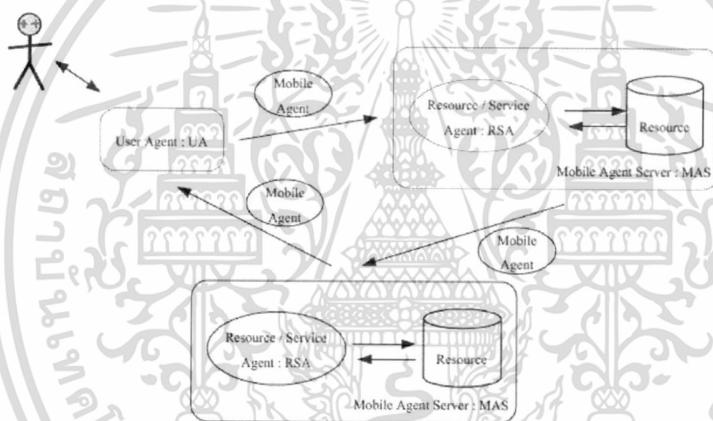 Mobile
Agent
User Agent : UA
Resource / Service
Agent : RSA
Resource
Mobile Agent Server : MAS
Mobile
Agent
Mobile
Agent
Resource / Service
Agent : RSA
Resource
Mobile Agent Server : MAS